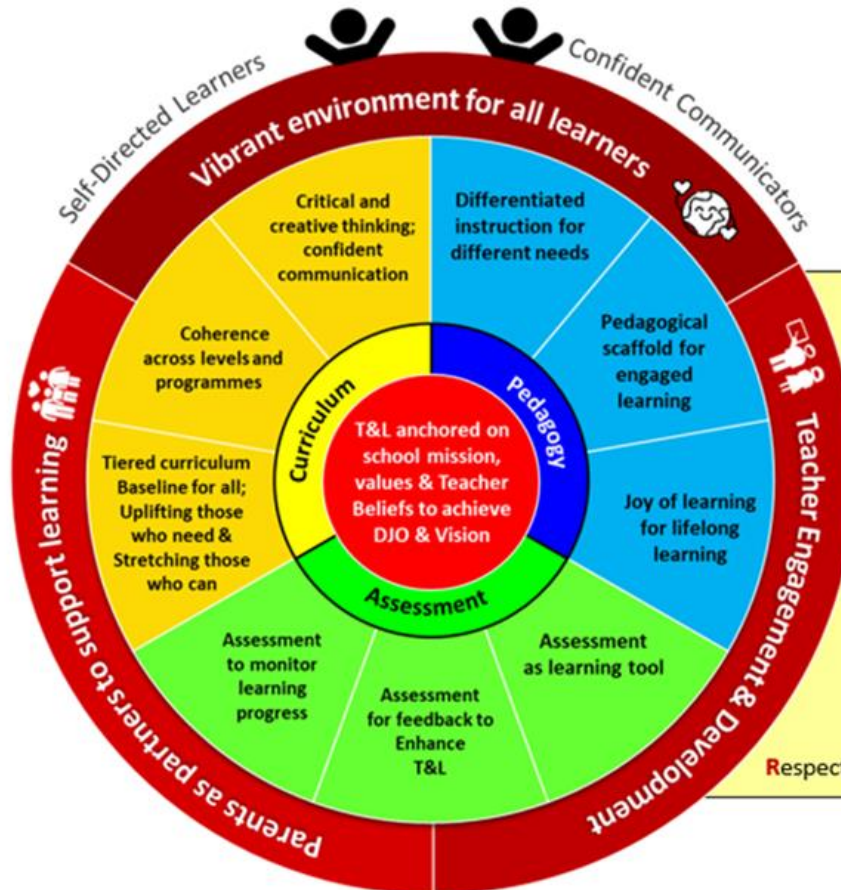 Self-Directed Learners
Confident Communicators
Vibrant environment for all learners
Critical and
creative thinking;
confident
communication
Differentiated
instruction for
different needs
Coherence
across levels and
programmes
Pedagogical
scaffold for
engaged
learning
Tiered curriculum
Baseline for all;
Uplifting those
who need &
Stretching those
who can
Joy of learning
for lifelong
learning
Curriculum
Pedagogy
Assessment
T&L anchored on
school mission,
values & Teacher
Beliefs to achieve
DJO & Vision
Assessment
to monitor
learning
progress
Assessment
for feedback to
Enhance
T&L
Assessment
as learning tool
Parents as partners to support learning
Teacher Engagement & Development
Respect